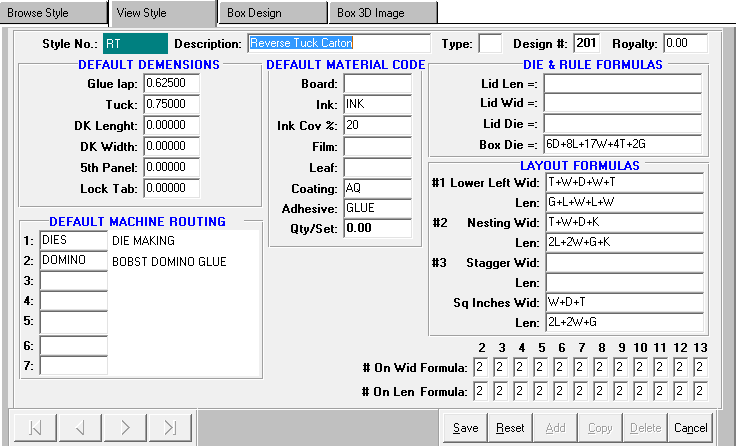 Browse Style View Style Box Design Box 3D Image
Style No.: RT Description: Reverse Tuck Carton Type: Design #: 201 Royalty: 0.00
DEFAULT DEMENSIONS
Glue lap: 0.62500
Tuck: 0.75000
DK Lenght: 0.00000
DK Width: 0.00000
5th Panel: 0.00000
Lock Tab: 0.00000
DEFAULT MATERIAL CODE
Board:
Ink: INK
Ink Cov %: 20
Film:
Leaf:
Coating: AQ
Adhesive: GLUE
Qty/Set: 0.00
DIE & RULE FORMULAS
Lid Len =:
Lid Wid =:
Lid Die =:
Box Die =: 6D+8L+17W+4T+2G
LAYOUT FORMULAS
#1 Lower Left Wid: T+W+D+W+T
Len: G+L+W+L+W
#2 Nesting Wid: T+W+D+K
Len: 2L+2W+G+K
#3 Stagger Wid:
Len:
Sq Inches Wid: W+D+T
Len: 2L+2W+G
DEFAULT MACHINE ROUTING
1: DIES DIE MAKING
2: DOMINO BOBST DOMINO GLUE
3:
4:
5:
6:
7:
2 3 4 5 6 7 8 9 10 11 12 13
# On Wid Formula: 2 2 2 2 2 2 2 2 2 2 2 2
# On Len Formula: 2 2 2 2 2 2 2 2 2 2 2 2
Save Reset Add Copy Delete Cancel